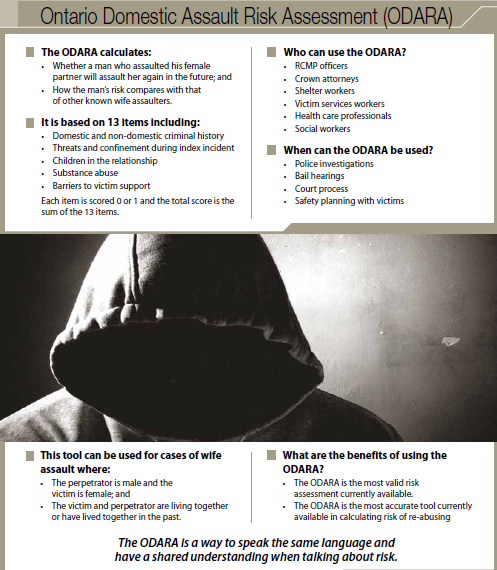 Ontario Domestic Assault Risk Assessment (ODARA)
The ODARA calculates:
• Whether a man who assaulted his female
partner will assault her again in the future; and
• How the man's risk compares with that
of other known wife assaulters.
It is based on 13 items including:
• Domestic and non-domestic criminal history
• Threats and confinement during index incident
• Children in the relationship
• Substance abuse
• Barriers to victim support
Each item is scored 0 or 1 and the total score is the
sum of the 13 items.
Who can use the ODARA?
• RCMP officers
• Crown attorneys
• Shelter workers
• Victim services workers
• Health care professionals
• Social workers
When can the ODARA be used?
• Police investigations
• Bail hearings
• Court process
• Safety planning with victims
This tool can be used for cases of wife
assault where:
• The perpetrator is male and the
victim is female; and
• The victim and perpetrator are living together
or have lived together in the past.
What are the benefits of using the
ODARA?
• The ODARA is the most valid risk
assessment currently available.
• The ODARA is the most accurate tool currently
available in calculating risk of re-abusing
The ODARA is a way to speak the same language and
have a shared understanding when talking about risk.